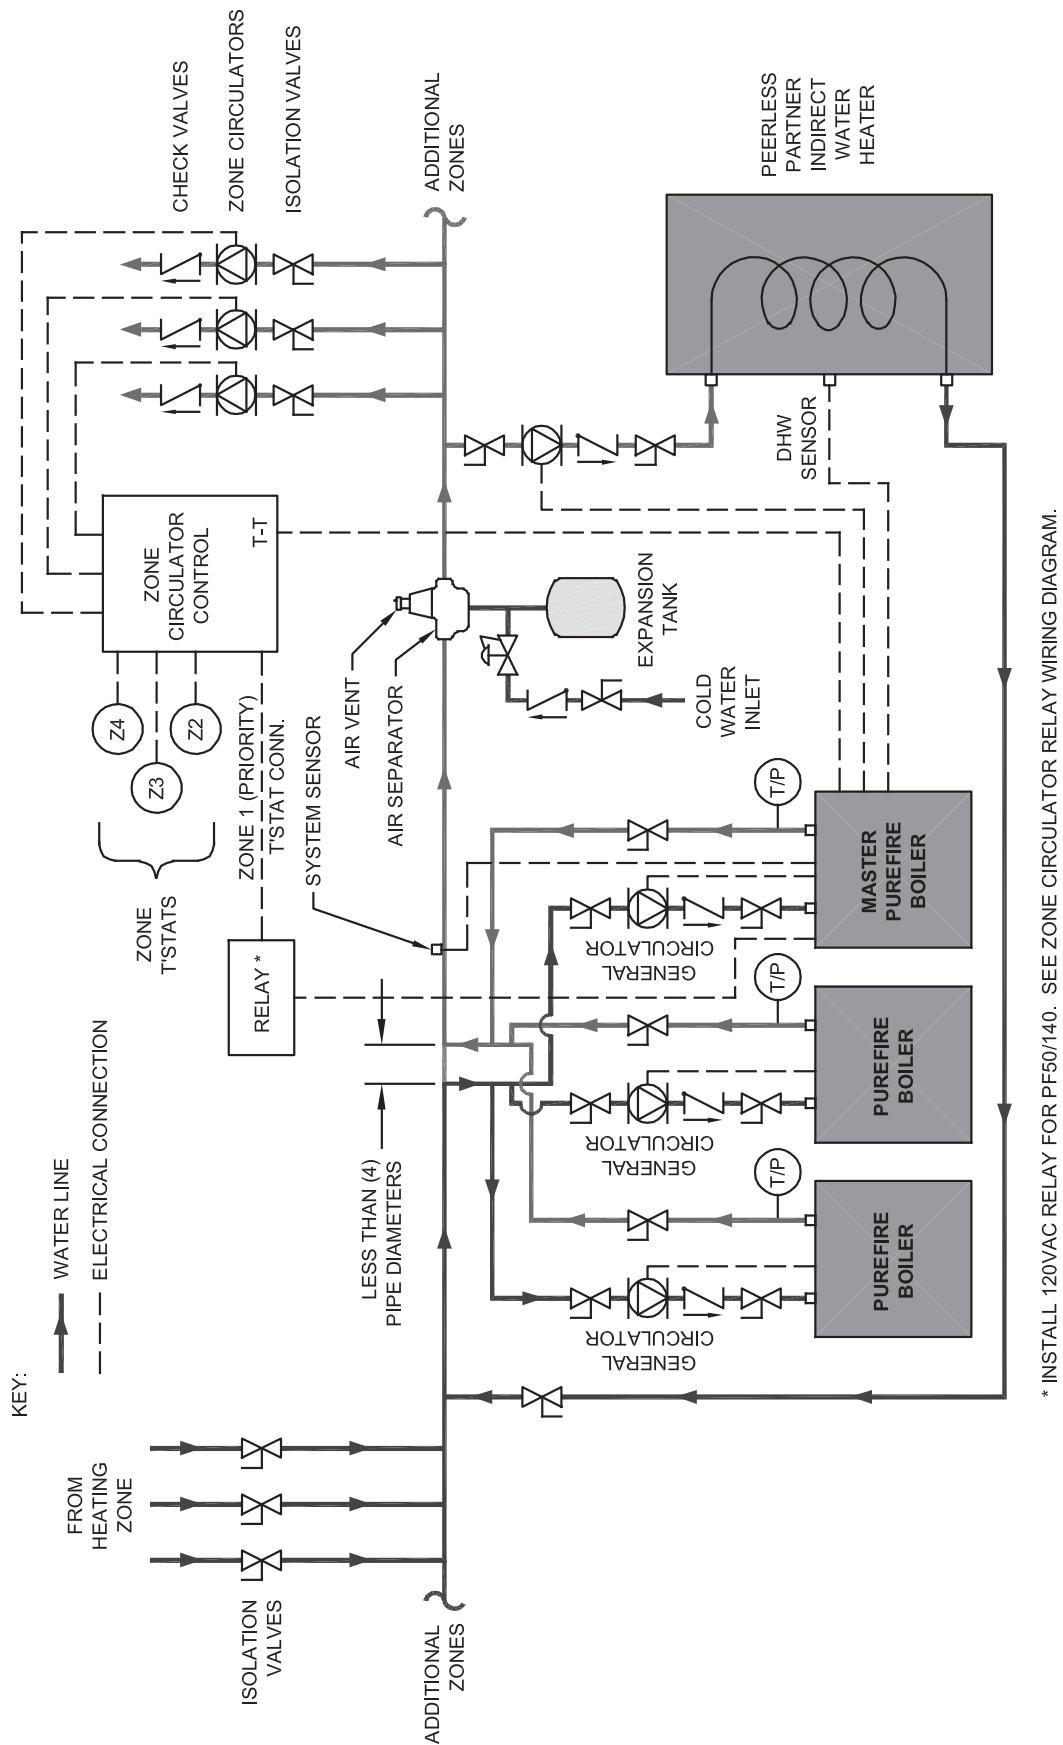 KEY:
WATER LINE
ELECTRICAL CONNECTION
FROM
HEATING
ZONE
ISOLATION
VALVES
ADDITIONAL
ZONES
LESS THAN (4)
PIPE DIAMETERS
RELAY *
ZONE
T'STATS
Z4
Z3
Z2
ZONE 1 (PRIORITY)
T'STAT CONN.
SYSTEM SENSOR
AIR VENT
AIR SEPARATOR
ZONE
CIRCULATOR
CONTROL
T-T
CHECK VALVES
ZONE CIRCULATORS
ISOLATION VALVES
ADDITIONAL
ZONES
EXPANSION
TANK
COLD
WATER
INLET
DHW
SENSOR
PEERLESS
PARTNER
INDIRECT
WATER
HEATER
GENERAL
CIRCULATOR
GENERAL
CIRCULATOR
GENERAL
CIRCULATOR
T/P
T/P
T/P
PUREFIRE
BOILER
PUREFIRE
BOILER
MASTER
PUREFIRE
BOILER
* INSTALL 120VAC RELAY FOR PF50/140. SEE ZONE CIRCULATOR RELAY WIRING DIAGRAM.